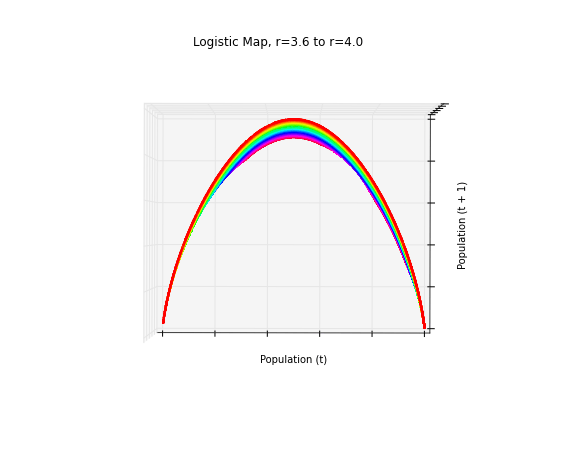 Logistic Map, r=3.6 to r=4.0
Population (t + 1)
Population (t)